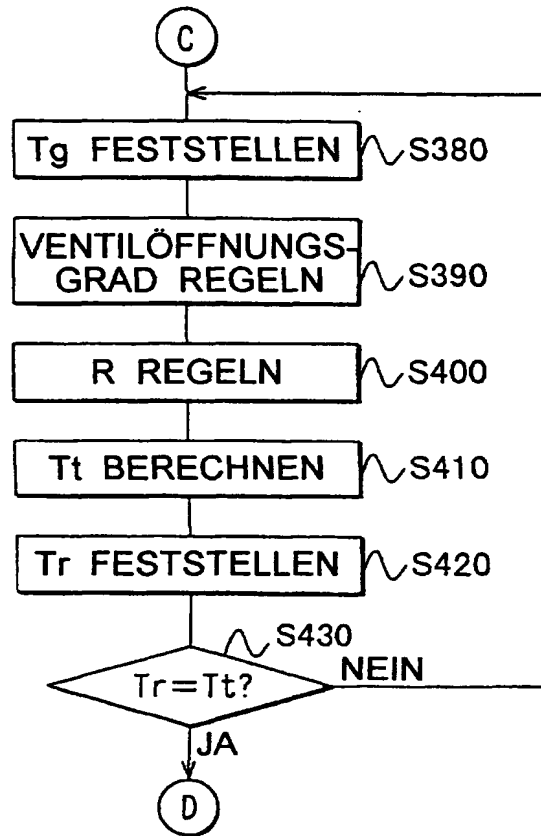 C
Tg FESTSTELLEN
S380
VENTILÖFFNUNGS-
GRAD REGELN
S390
R REGELN
S400
Tt BERECHNEN
S410
Tr FESTSTELLEN
S420
S430
Tr=Tt?
NEIN
JA
D